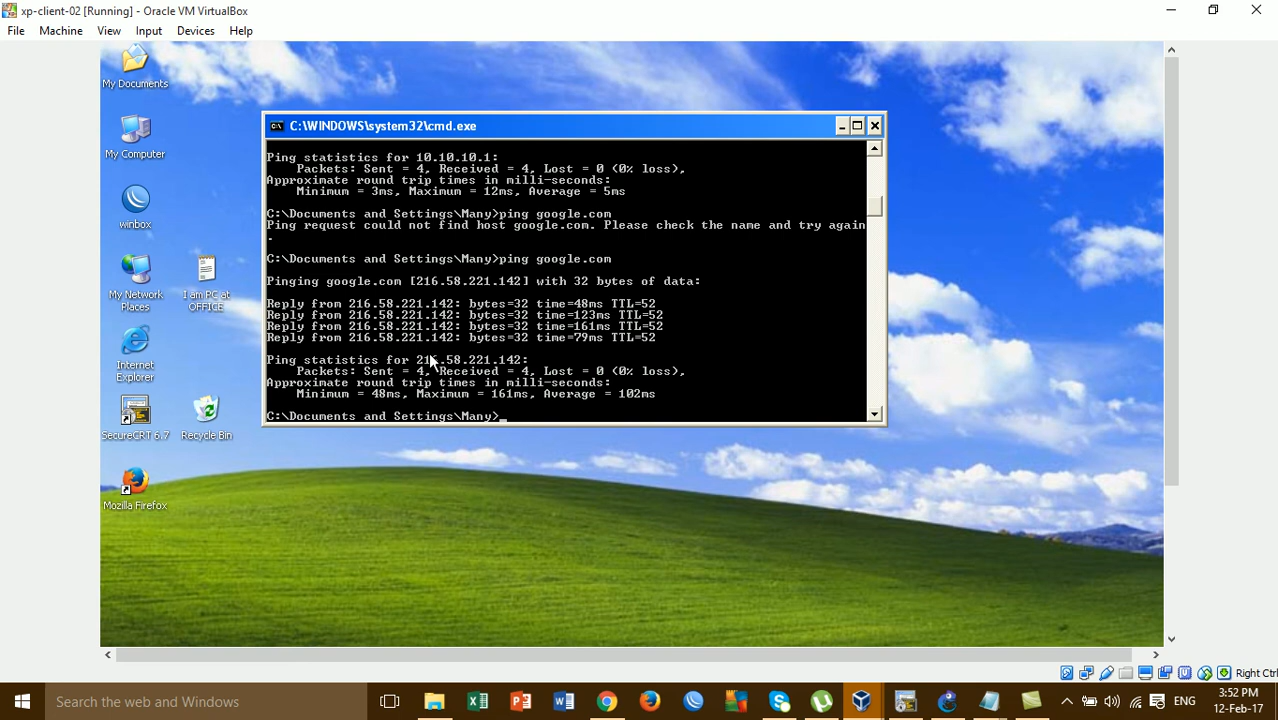 xp-client-02 [Running] - Oracle VM VirtualBox
File Machine View Input Devices Help
My Documents
My Computer
winbox
My Network
Places
I am PC at
OFFICE
Internet
Explorer
SecureCRT 6.7
Recycle Bin
Mozilla Firefox
C:\WINDOWS\system32\cmd.exe
Ping statistics for 10.10.10.1:
Packets: Sent = 4, Received = 4, Lost = 0 (0% loss),
Approximate round trip times in milli-seconds:
Minimum = 3ms, Maximum = 12ms, Average = 5ms
C:\Documents and Settings\Many>ping google.com
Ping request could not find host google.com. Please check the name and try again
.
C:\Documents and Settings\Many>ping google.com
Pinging google.com [216.58.221.142] with 32 bytes of data:
Reply from 216.58.221.142: bytes=32 time=48ms TTL=52
Reply from 216.58.221.142: bytes=32 time=123ms TTL=52
Reply from 216.58.221.142: bytes=32 time=161ms TTL=52
Reply from 216.58.221.142: bytes=32 time=79ms TTL=52
Ping statistics for 216.58.221.142:
Packets: Sent = 4, Received = 4, Lost = 0 (0% loss),
Approximate round trip times in milli-seconds:
Minimum = 48ms, Maximum = 161ms, Average = 102ms
C:\Documents and Settings\Many>_
Right Ctrl
Search the web and Windows
ENG
3:52 PM
12-Feb-17